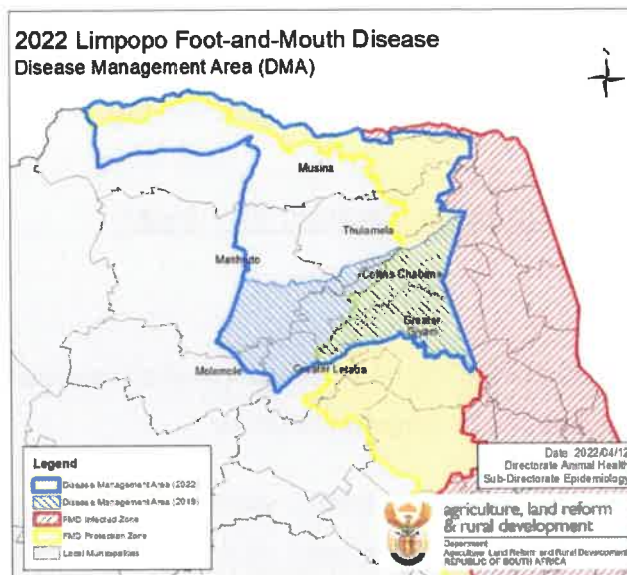 2022 Limpopo Foot-and-Mouth Disease
Disease Management Area (DMA)
Musina
Thulamela
Makhado
Collins Chabane
Greater
Giyani
Molemole
Greater Letaba
Legend
Disease Management Area (2022)
Disease Management Area (2019)
FMD Infected Zone
FMD Protection Zone
Local Municipalities
Date: 2022/04/12
Directorate Animal Health
Sub-Directorate Epidemiology
agriculture, land reform
& rural development
Department:
Agriculture, Land Reform and Rural Development
REPUBLIC OF SOUTH AFRICA